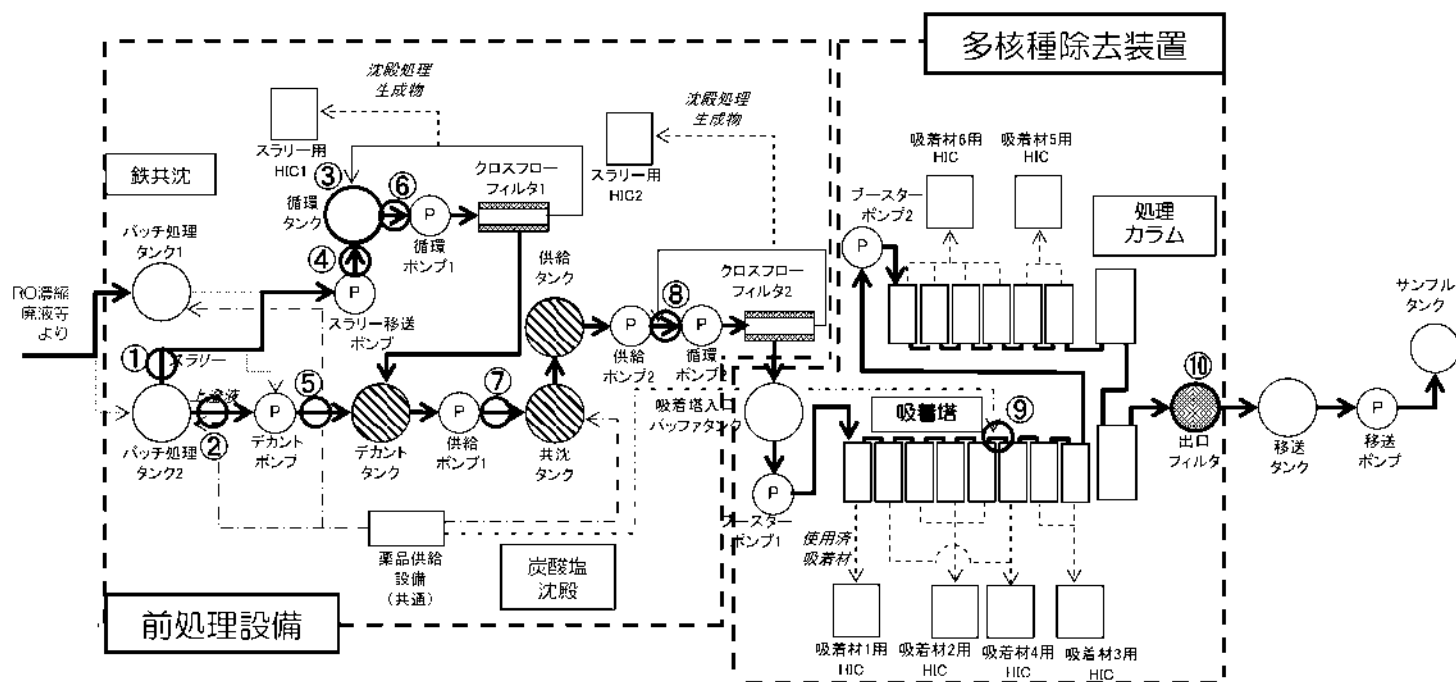 多核種除去装置
沈殿処理
生成物
沈殿処理
生成物
スラリー用
HIC1
スラリー用
HIC2
鉄共沈
③
循環
タンク
⑥
P
循環
ポンプ1
クロスフロー
フィルタ1
バッチ処理
タンク1
④
P
スラリー移送
ポンプ
RO濃縮
廃液等
より
①
スラリー
上澄液
②
バッチ処理
タンク2
P
デカント
ポンプ
⑤
デカント
タンク
P
供給
ポンプ1
⑦
共沈
タンク
供給
タンク
P
供給
ポンプ2
⑧
P
循環
ポンプ2
クロスフロー
フィルタ2
吸着塔入口
バッファタンク
P
ブースター
ポンプ1
薬品供給
設備
(共通)
炭酸塩
沈殿
前処理設備
ブースター
ポンプ2
P
吸着材6用
HIC
吸着材5用
HIC
処理
カラム
吸着塔
⑨
使用済
吸着材
吸着材1用
HIC
吸着材2用
HIC
吸着材4用
HIC
吸着材3用
HIC
⑩
出口
フィルタ
移送
タンク
P
移送
ポンプ
サンプル
タンク